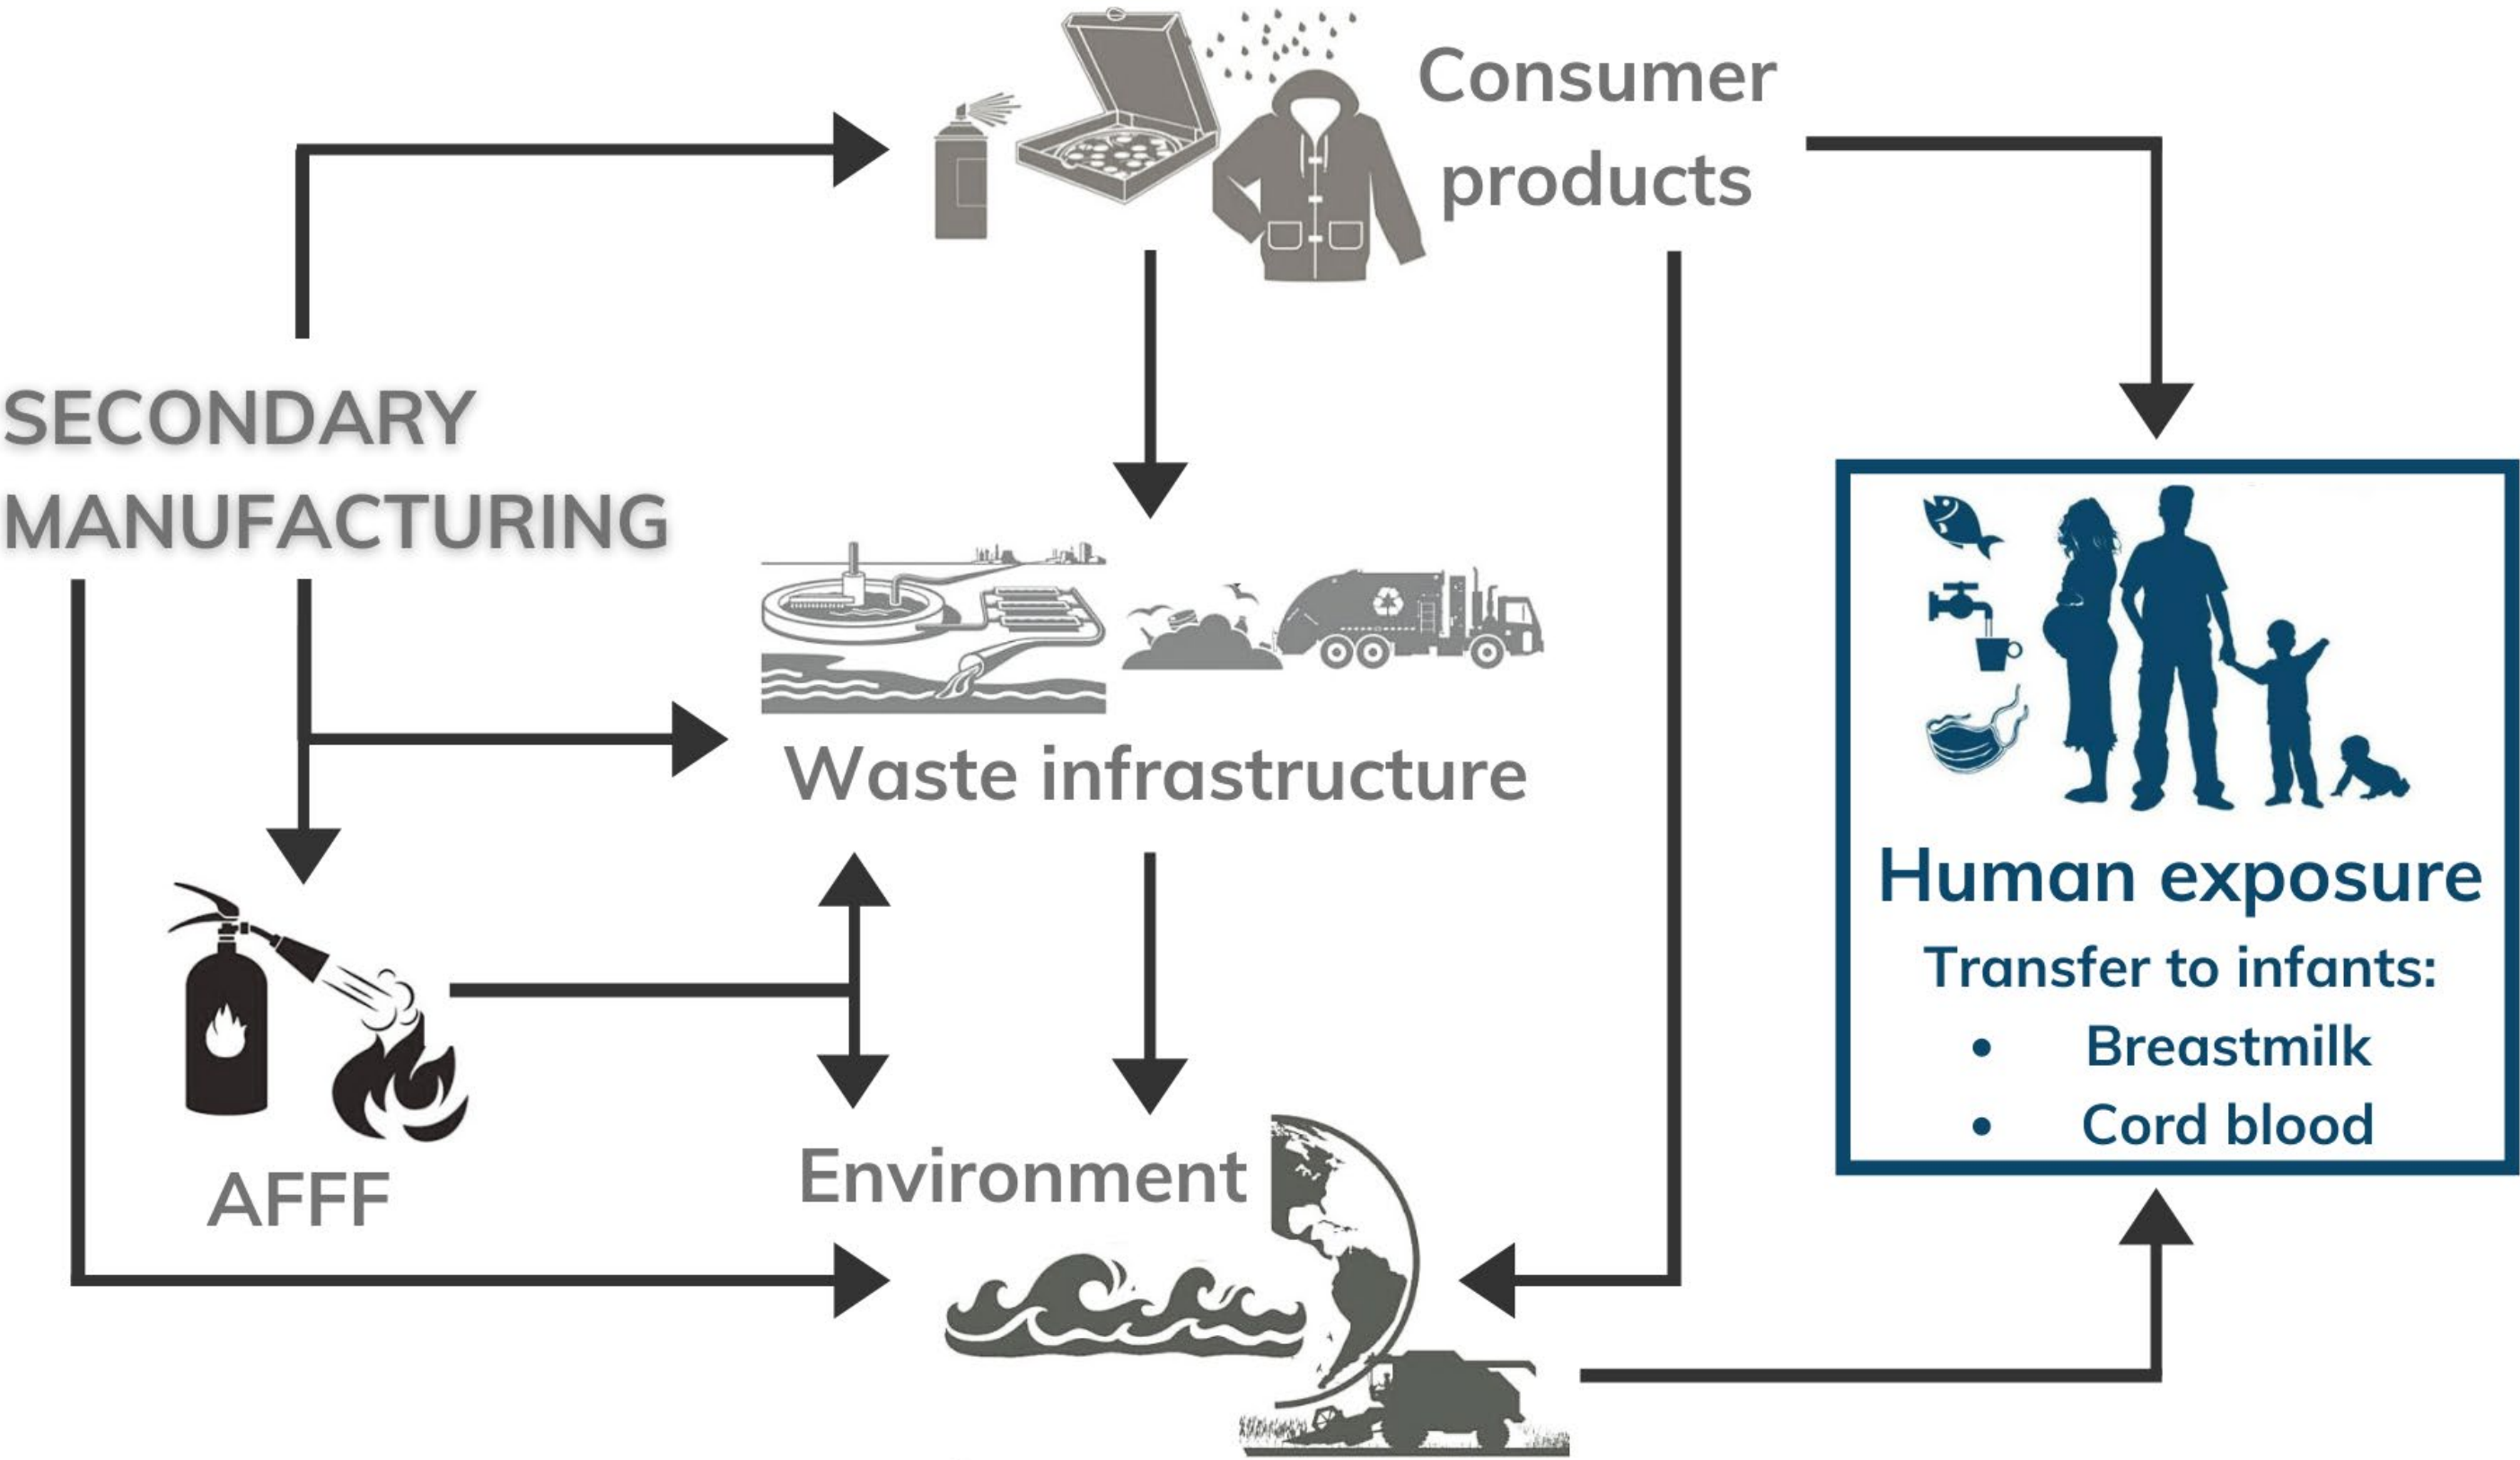 Consumer
products
SECONDARY
MANUFACTURING
Waste infrastructure
Human exposure
Transfer to infants:
• Breastmilk
• Cord blood
AFFF
Environment